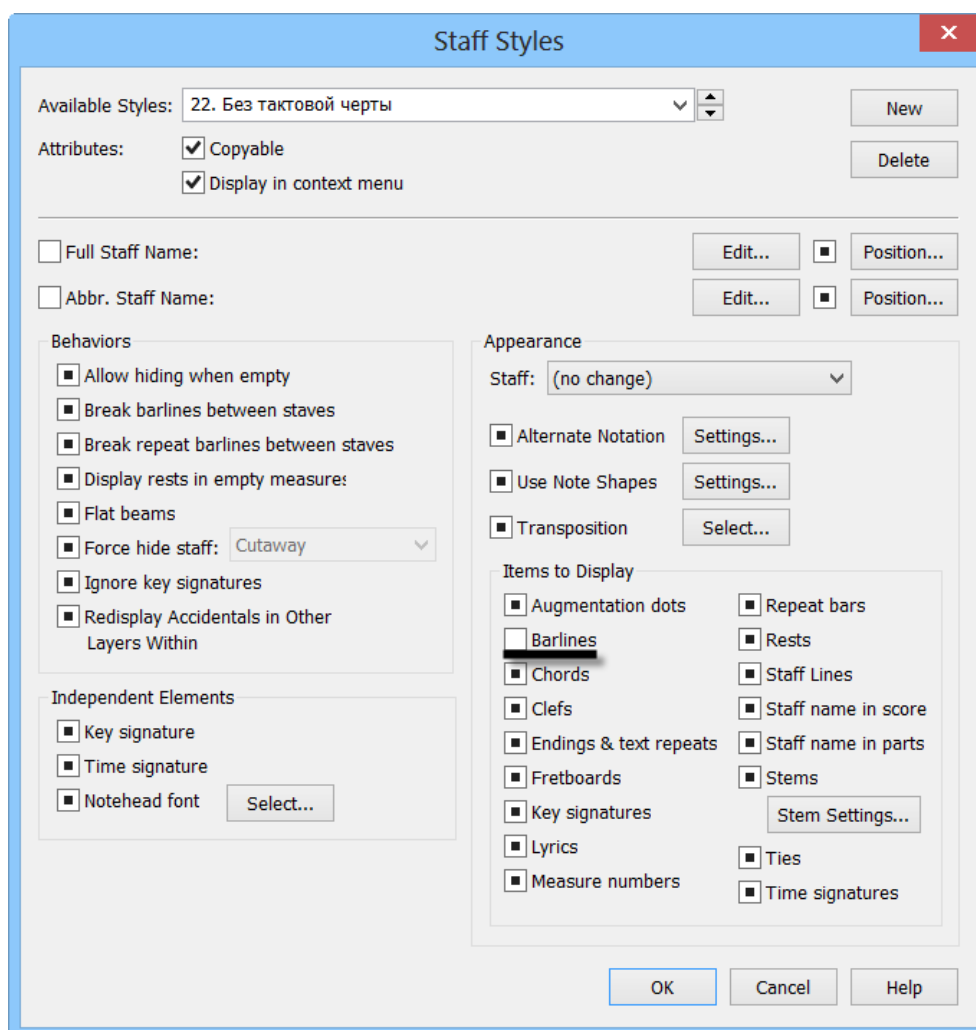 Staff Styles
Available Styles: 22. Без тактовой черты New
Attributes: Copyable Delete
Display in context menu
Full Staff Name: Edit... Position...
Abbr. Staff Name: Edit... Position...
Behaviors
Allow hiding when empty
Break barlines between staves
Break repeat barlines between staves
Display rests in empty measures
Flat beams
Force hide staff: Cutaway
Ignore key signatures
Redisplay Accidentals in Other
Layers Within
Independent Elements
Key signature
Time signature
Notehead font Select...
Appearance
Staff: (no change)
Alternate Notation Settings...
Use Note Shapes Settings...
Transposition Select...
Items to Display
Augmentation dots
Barlines
Chords
Clefs
Endings & text repeats
Fretboards
Key signatures
Lyrics
Measure numbers
Repeat bars
Rests
Staff Lines
Staff name in score
Staff name in parts
Stems
Stem Settings...
Ties
Time signatures
OK Cancel Help